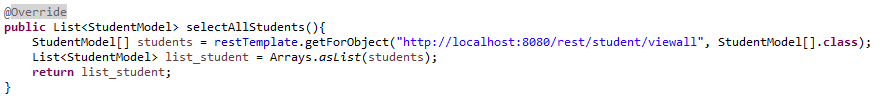 @Override
public List<StudentModel> selectAllStudents(){
    StudentModel[] students = restTemplate.getForObject("http://localhost:8080/rest/student/viewall", StudentModel[].class);
    List<StudentModel> list_student = Arrays.asList(students);
    return list_student;
}